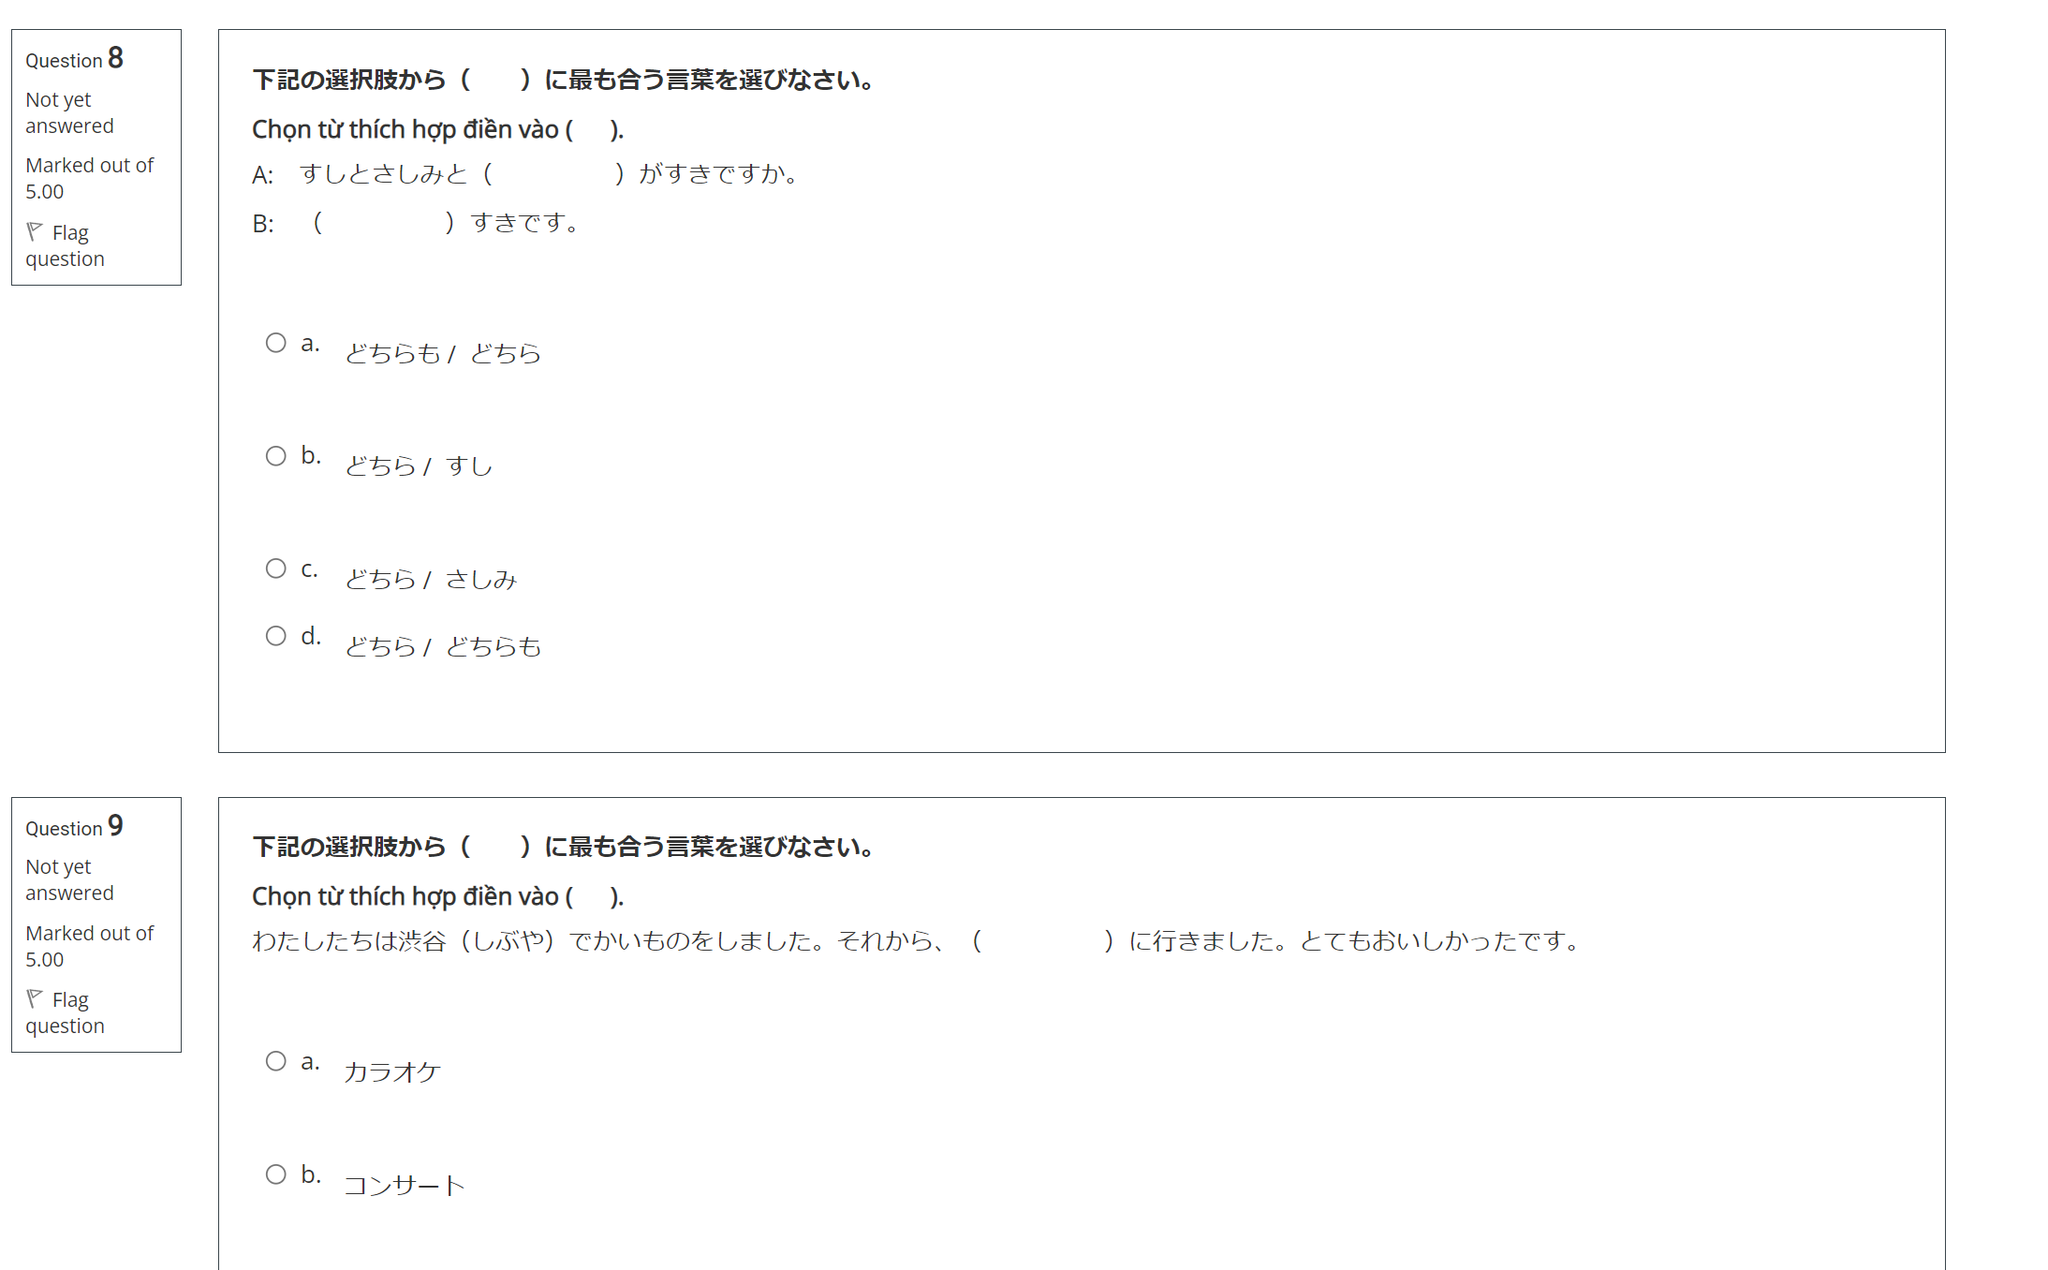 Question 8
Not yet
answered
Marked out of
5.00
Flag
question
下記の選択肢から（　　）に最も合う言葉を選びなさい。
Chọn từ thích hợp điền vào (     ).
A:　すしとさしみと（　　　　　）がすきですか。
B:　（　　　　　）すきです。
a. どちらも / どちら
b. どちら / すし
c. どちら / さしみ
d. どちら / どちらも
Question 9
Not yet
answered
Marked out of
5.00
Flag
question
下記の選択肢から（　　）に最も合う言葉を選びなさい。
Chọn từ thích hợp điền vào (     ).
わたしたちは渋谷（しぶや）でかいものをしました。それから、（　　　　　）に行きました。とてもおいしかったです。
a. カラオケ
b. コンサート